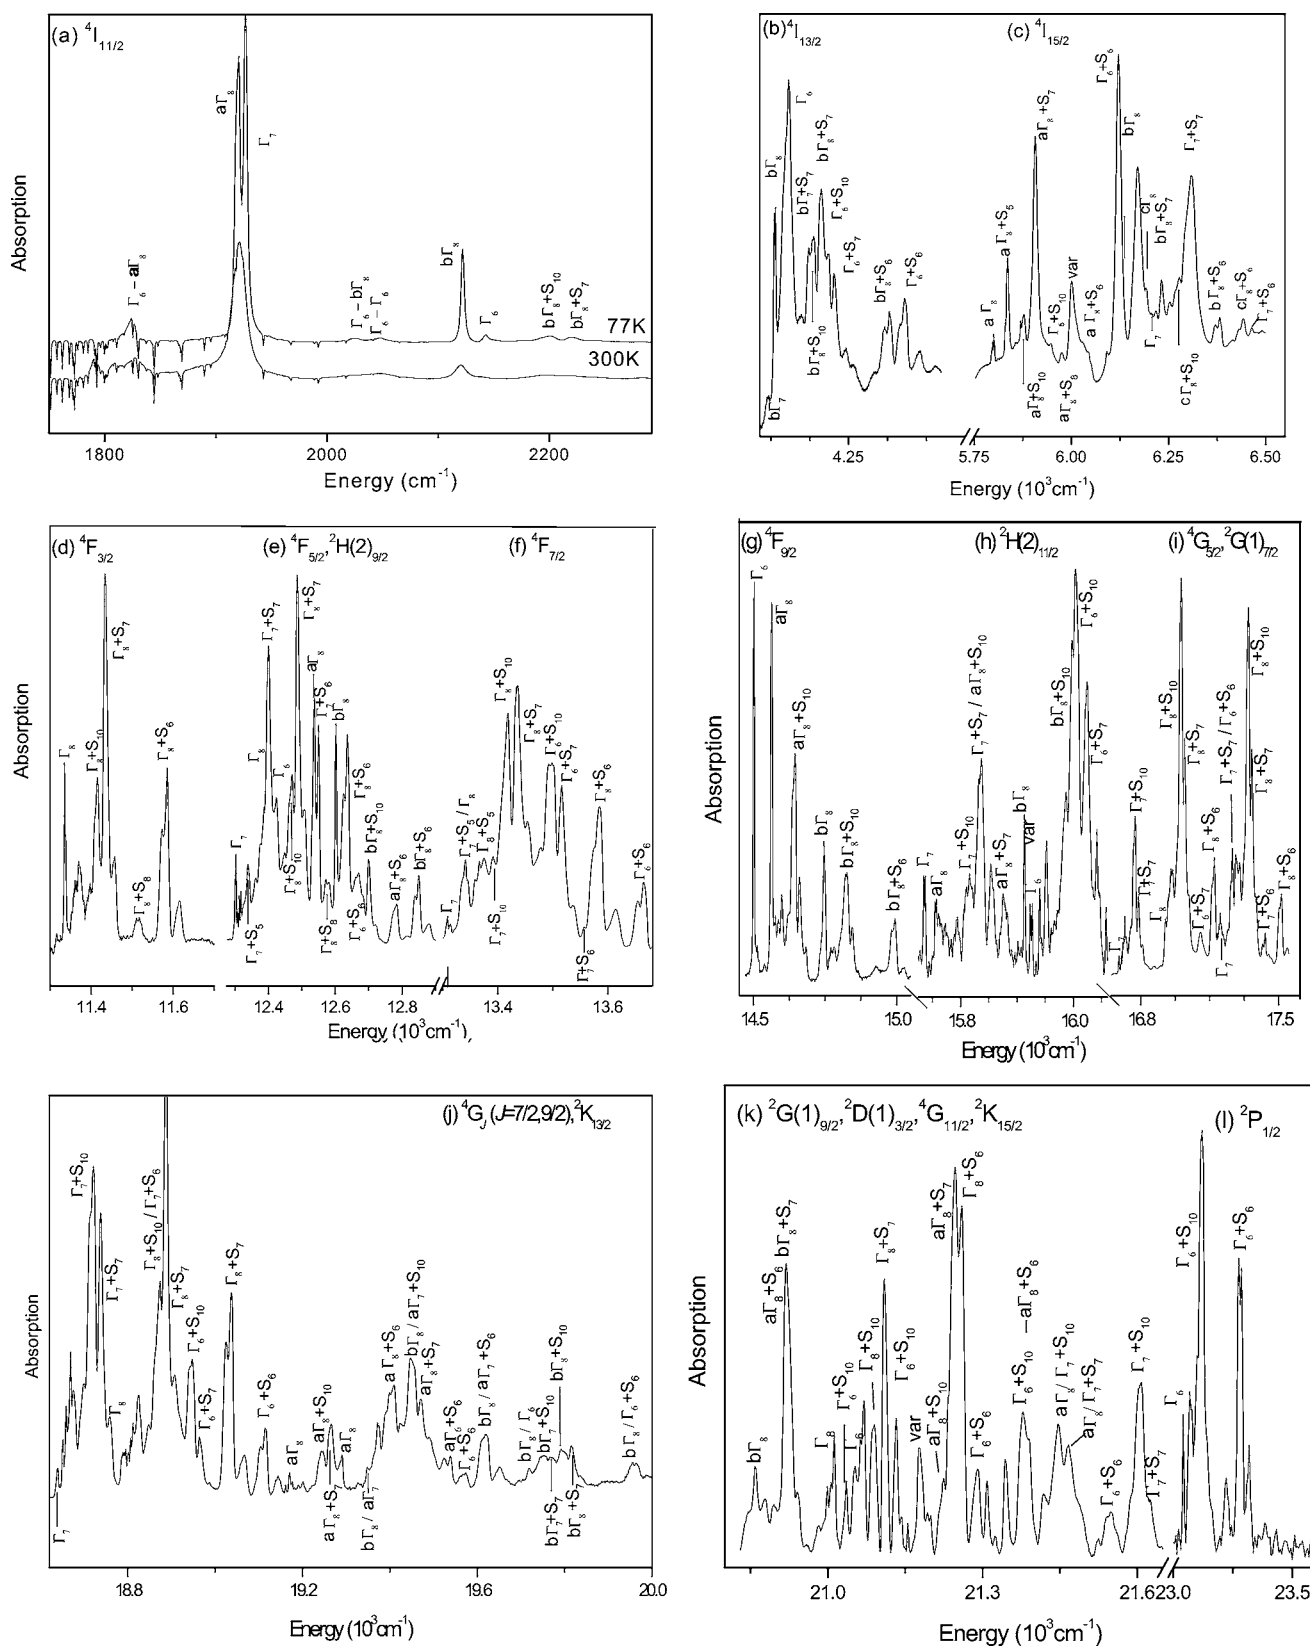 (a) ⁴I₁₁/₂
aΓ₈
Γ₇
Γ₆ – aΓ₈
Γ₆ – bΓ₈
Γ₆ – Γ₆
bΓ₈
Γ₆
bΓ₈+S₁₀
bΓ₈+S₇
77K
300K
Absorption
1800 2000 2200
Energy (cm⁻¹)
(b) ⁴I₁₃/₂
(c) ⁴I₁₅/₂
bΓ₇
bΓ₈
Γ₆
bΓ₇+S₇
bΓ₈+S₁₀
bΓ₈+S₇
Γ₆+S₁₀
Γ₆+S₇
bΓ₈+S₆
Γ₆+S₆
aΓ₈
aΓ₈+S₅
aΓ₈+S₁₀
aΓ₈+S₇
Γ₆+S₁₀
aΓ₈+S₆
var
aΓ₈+S₆
Γ₆+S₆
bΓ₈
Γ₇
cΓ₈
bΓ₈+S₇
cΓ₈+S₁₀
Γ₇+S₇
bΓ₈+S₆
cΓ₈+S₆
Γ₇+S₆
4.25 5.75 6.00 6.25 6.50
Energy (10³cm⁻¹)
(d) ⁴F₃/₂
(e) ⁴F₅/₂,²H(2)₉/₂
(f) ⁴F₇/₂
Γ₈
Γ₈+S₁₀
Γ₈+S₇
Γ₈+S₆
Γ₈+S₆
Γ₇
Γ₇+S₅
Γ₈
Γ₇+S₇
Γ₆
Γ₈+S₁₀
Γ₈+S₇
aΓ₈
Γ₇+S₆
Γ₈+S₆
bΓ₈
Γ₈+S₆
Γ₆+S₆
bΓ₈+S₁₀
aΓ₈+S₆
bΓ₈+S₆
Γ₇
Γ₇+S₅ / Γ₈
Γ₈+S₅
Γ₇+S₁₀
Γ₈+S₁₀
Γ₈+S₇
Γ₆+S₁₀
Γ₆+S₇
Γ₇+S₆
Γ₈+S₆
Γ₆+S₆
Absorption
11.4 11.6 12.4 12.6 12.8 13.4 13.6
Energy (10³cm⁻¹)
(g) ⁴F₉/₂
(h) ²H(2)₁₁/₂
(i) ⁴G₅/₂,²G(1)₇/₂
Γ₆
aΓ₈
aΓ₈+S₁₀
bΓ₈
bΓ₈+S₁₀
bΓ₈+S₆
Γ₇
aΓ₈
Γ₇+S₁₀
Γ₇+S₇ / aΓ₈+S₁₀
aΓ₈+S₇
bΓ₈
var
Γ₆
bΓ₈+S₁₀
Γ₆+S₁₀
Γ₆+S₇
Γ₇
Γ₇+S₁₀
Γ₇+S₇
Γ₈
Γ₈+S₁₀
Γ₈+S₇
Γ₆+S₇
Γ₈+S₆
Γ₇
Γ₇+S₇ / Γ₆+S₆
Γ₈+S₁₀
Γ₈+S₇
Γ₇+S₆
Γ₈+S₆
Absorption
14.5 15.0 15.8 16.0 16.8 17.5
Energy (10³cm⁻¹)
(j) ⁴G_J (J=7/2,9/2),²K₁₃/₂
Γ₇
Γ₇+S₁₀
Γ₇+S₇
Γ₈
Γ₈+S₁₀ / Γ₇+S₆
Γ₈+S₇
Γ₆+S₁₀
Γ₆+S₇
Γ₈+S₇
Γ₆+S₆
aΓ₈
aΓ₈+S₁₀
aΓ₈+S₇
aΓ₈
bΓ₈ / aΓ₇
aΓ₈+S₆
bΓ₈ / aΓ₇+S₁₀
aΓ₈+S₇
aΓ₆+S₆
Γ₆+S₆
bΓ₈ / aΓ₇+S₆
bΓ₈ / Γ₆
bΓ₇+S₁₀
bΓ₇+S₇
bΓ₈+S₁₀
bΓ₈+S₇
bΓ₈ / Γ₆+S₆
Absorption
18.8 19.2 19.6 20.0
Energy (10³cm⁻¹)
(k) ²G(1)₉/₂,²D(1)₃/₂,⁴G₁₁/₂,²K₁₅/₂
(l) ²P₁/₂
bΓ₈
aΓ₈+S₆
bΓ₈+S₇
Γ₈
Γ₆+S₁₀
Γ₆
Γ₈+S₁₀
Γ₈+S₇
Γ₆+S₁₀
var
aΓ₈+S₁₀
aΓ₈+S₇
Γ₈+S₆
Γ₆+S₆
Γ₆+S₁₀
–aΓ₈+S₆
aΓ₈ / Γ₇+S₁₀
aΓ₈ / Γ₇+S₇
Γ₆+S₆
Γ₇+S₁₀
Γ₇+S₇
Γ₆
Γ₆+S₁₀
Γ₆+S₆
Absorption
21.0 21.3 21.6 23.0 23.5
Energy (10³cm⁻¹)